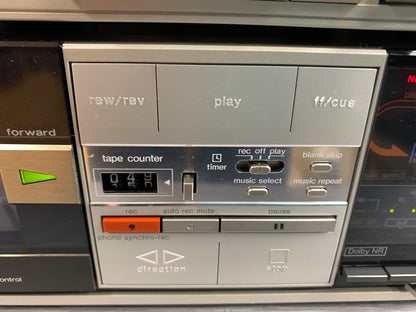 rew/rev play ff/cue
forward
tape counter
timer
rec off play
blank skip
music select
music repeat
rec auto rec mute pause
phono synchro-rec
direction
stop
Dolby NR